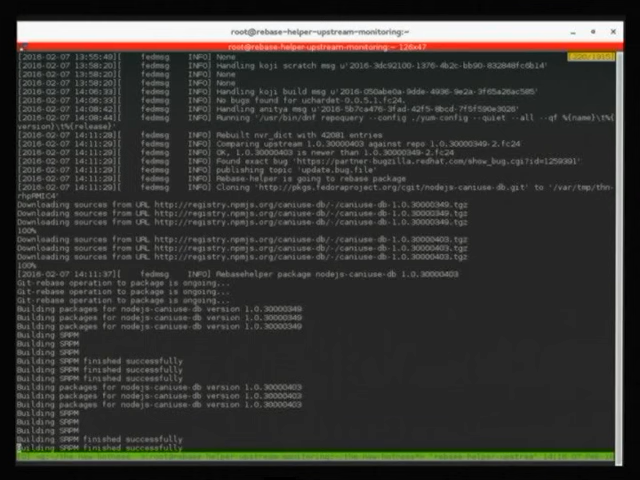 root@rebase-helper-upstream-monitoring:~
root@rebase-helper-upstream-monitoring:~ 126x47
[2016-02-07 13:55:49][ fedmsg INFO] None
[2016-02-07 13:58:20][ fedmsg INFO] Handling koji scratch msg
[2016-02-07 13:58:20][ fedmsg INFO] None
[2016-02-07 13:58:20][ fedmsg INFO] None
[2016-02-07 14:06:33][ fedmsg INFO] Handling koji build msg
[2016-02-07 14:06:33][ fedmsg INFO] No bugs found for uchardet-0.0.5.1.fc24.
[2016-02-07 14:08:42][ fedmsg INFO] Handling anitya msg
[2016-02-07 14:08:44][ fedmsg INFO] Running '/usr/bin/dnf repoquery --config ./yum-config --quiet --all --qf %{name}\t%{
version}\t%{release}'
[2016-02-07 14:11:28][ fedmsg INFO] Rebuilt nvr_dict with 42081 entries
[2016-02-07 14:11:28][ fedmsg INFO] Comparing upstream 1.0.30000403 against repo 1.0.30000349-2.fc24
[2016-02-07 14:11:28][ fedmsg INFO] OK, 1.0.30000403 is newer than 1.0.30000349-2.fc24
[2016-02-07 14:11:29][ fedmsg INFO] Found exact bug 'https://partner-bugzilla.redhat.com/show_bug.cgi?id=1259391'
[2016-02-07 14:11:29][ fedmsg INFO] publishing topic 'update.bug.file'
[2016-02-07 14:11:29][ fedmsg INFO] Rebase-helper is going to rebase package
[2016-02-07 14:11:29][ fedmsg INFO] Cloning 'http://pkgs.fedoraproject.org/cgit/nodejs-caniuse-db.git' to '/var/tmp/thn-
Downloading sources from URL http://registry.npmjs.org/caniuse-db/-/caniuse-db-1.0.30000349.tgz
Downloading sources from URL http://registry.npmjs.org/caniuse-db/-/caniuse-db-1.0.30000349.tgz
Downloading sources from URL http://registry.npmjs.org/caniuse-db/-/caniuse-db-1.0.30000349.tgz
100%
Downloading sources from URL http://registry.npmjs.org/caniuse-db/-/caniuse-db-1.0.30000403.tgz
Downloading sources from URL http://registry.npmjs.org/caniuse-db/-/caniuse-db-1.0.30000403.tgz
Downloading sources from URL http://registry.npmjs.org/caniuse-db/-/caniuse-db-1.0.30000403.tgz
100%
[2016-02-07 14:11:37][ fedmsg INFO] Rebasehelper package nodejs-caniuse-db 1.0.30000403
Git-rebase operation to package is ongoing...
Git-rebase operation to package is ongoing...
Git-rebase operation to package is ongoing...
Building packages for nodejs-caniuse-db version 1.0.30000349
Building packages for nodejs-caniuse-db version 1.0.30000349
Building packages for nodejs-caniuse-db version 1.0.30000349
Building SRPM
Building SRPM
Building SRPM
Building SRPM finished successfully
Building SRPM finished successfully
Building SRPM finished successfully
Building packages for nodejs-caniuse-db version 1.0.30000403
Building packages for nodejs-caniuse-db version 1.0.30000403
Building packages for nodejs-caniuse-db version 1.0.30000403
Building SRPM
Building SRPM
Building SRPM
Building SRPM finished successfully
Building SRPM finished successfully